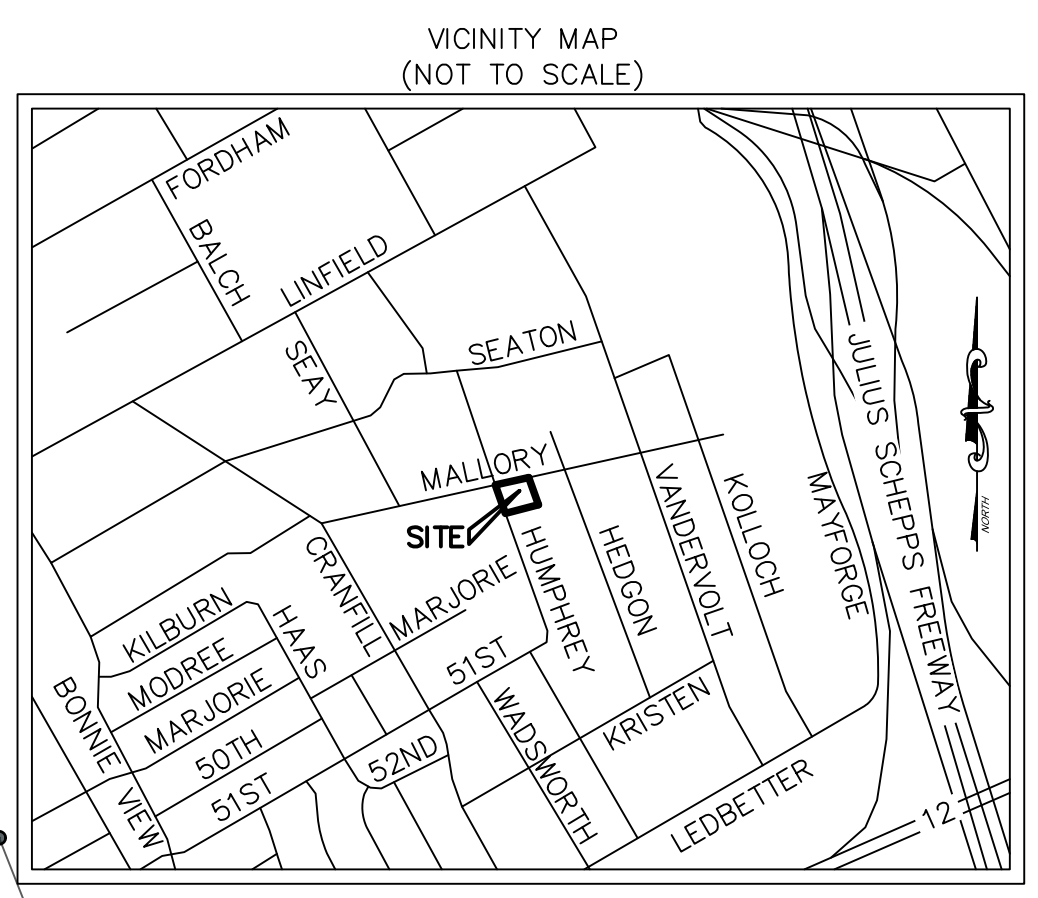 VICINITY MAP
(NOT TO SCALE)
FORDHAM
BALCH
LINFIELD
SEAY
SEATON
MALLORY
SITE
JULIUS SCHEPPS FREEWAY
NORTH
VANDERVOLT
KOLLOCH
MAYFORGE
HUMPHREY
HEDGON
CRANFILL
MARJORIE
KILBURN
HAAS
MODREE
MARJORIE
51ST
BONNIE VIEW
50TH
51ST
52ND
WADSWORTH
KRISTEN
LEDBETTER
12